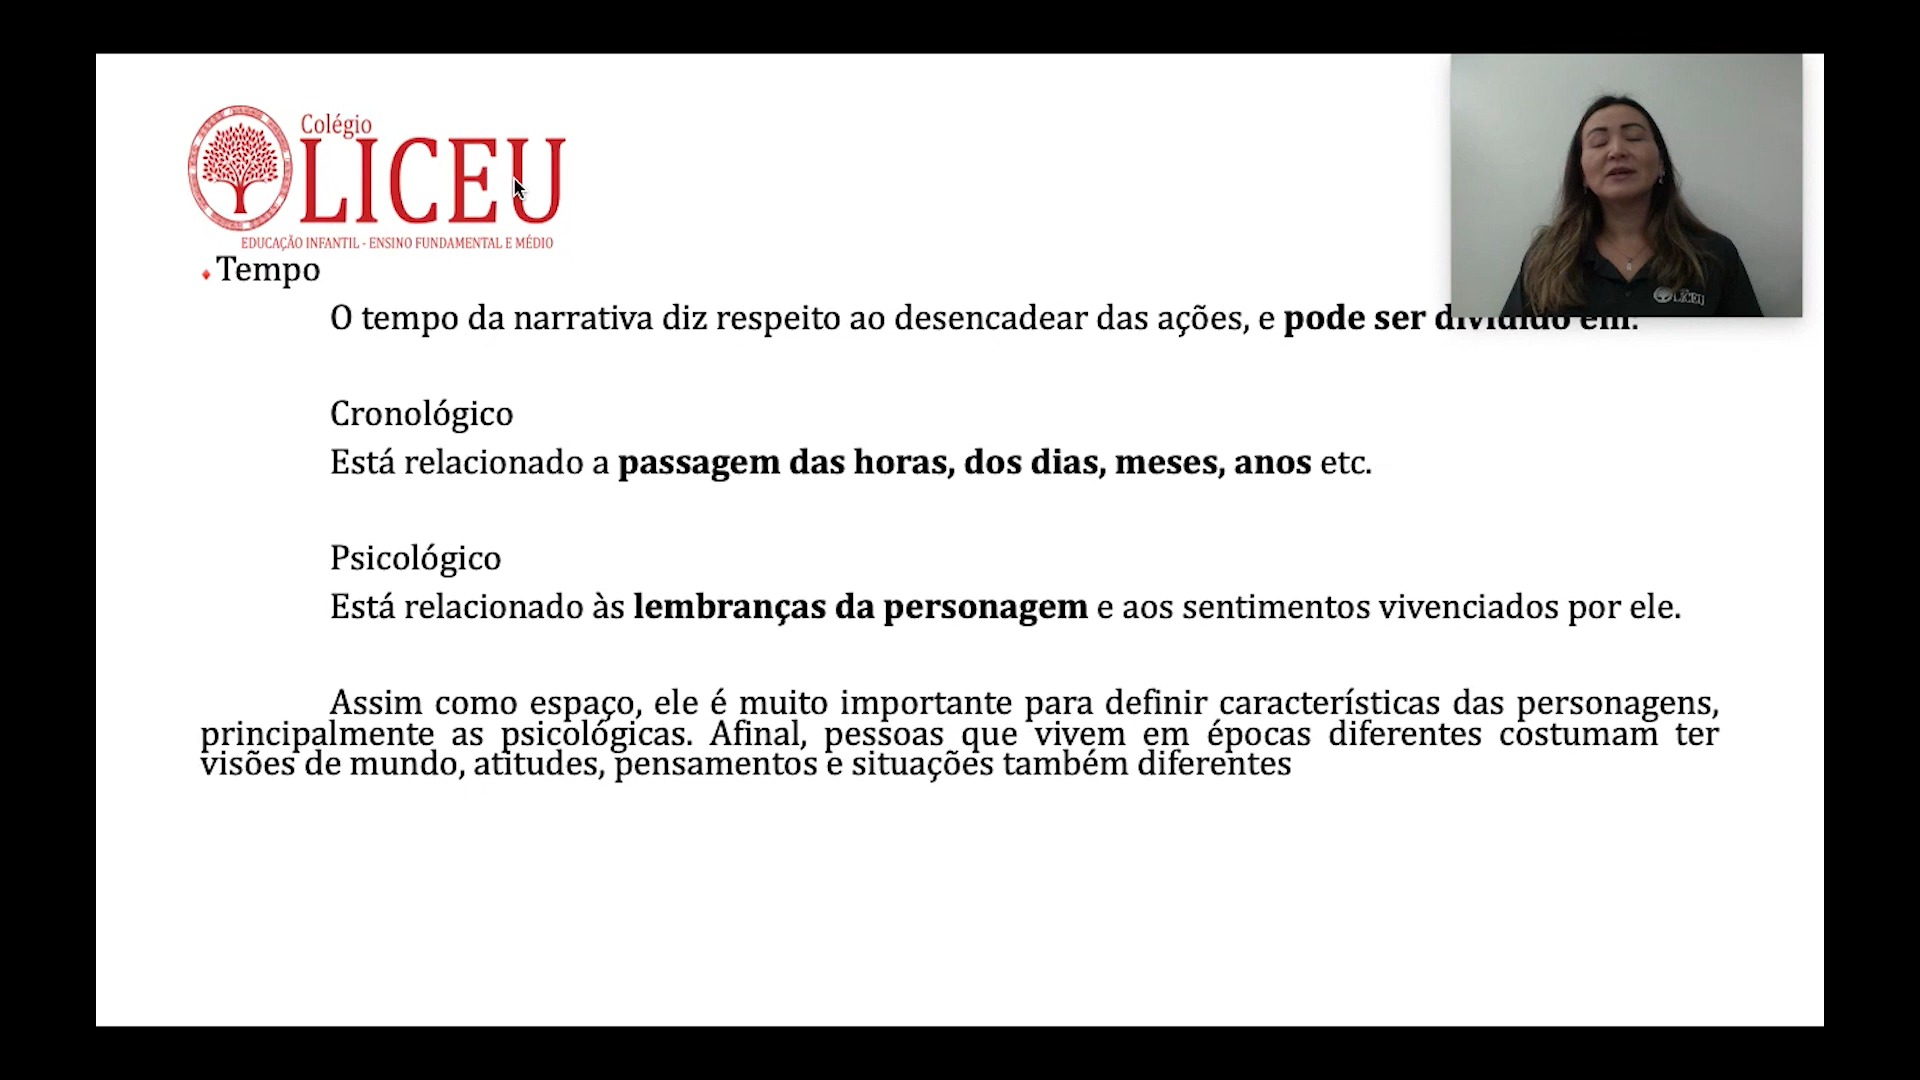 Colégio
LICEU
EDUCAÇÃO INFANTIL - ENSINO FUNDAMENTAL E MÉDIO
Tempo
O tempo da narrativa diz respeito ao desencadear das ações, e pode ser dividido em:
LICEU
Cronológico
Está relacionado a passagem das horas, dos dias, meses, anos etc.
Psicológico
Está relacionado às lembranças da personagem e aos sentimentos vivenciados por ele.
Assim como espaço, ele é muito importante para definir características das personagens,
principalmente as psicológicas. Afinal, pessoas que vivem em épocas diferentes costumam ter
visões de mundo, atitudes, pensamentos e situações também diferentes